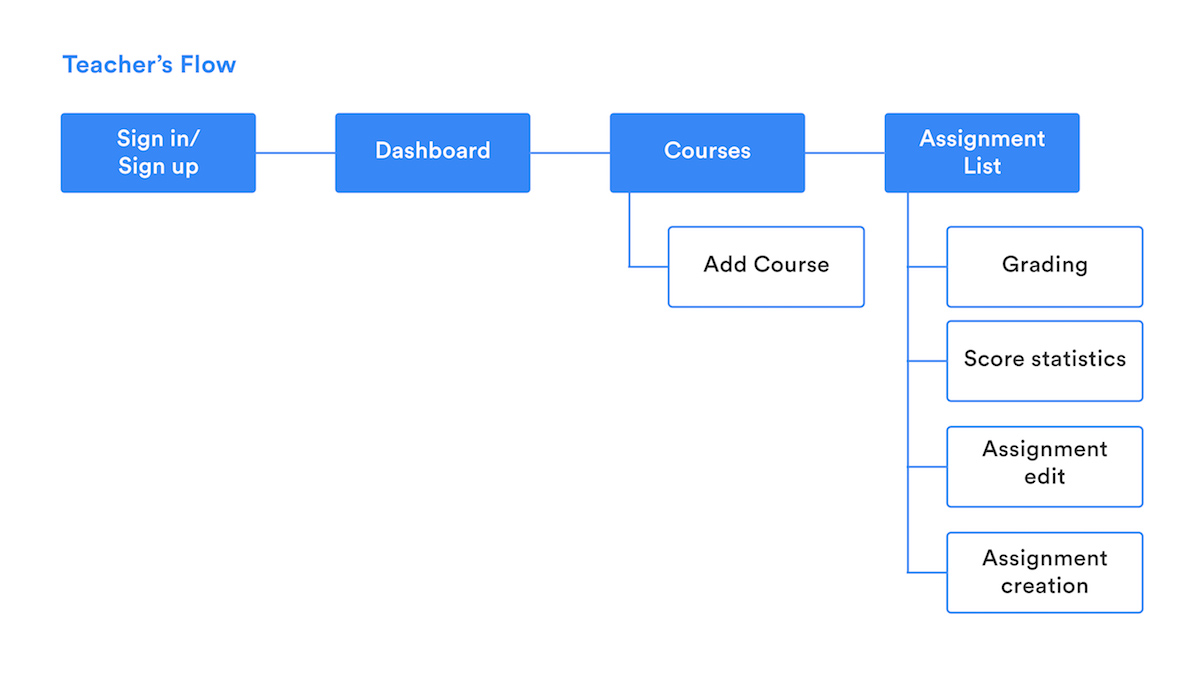 Teacher’s Flow
Sign in/
Sign up
Dashboard
Courses
Assignment
List
Add Course
Grading
Score statistics
Assignment
edit
Assignment
creation